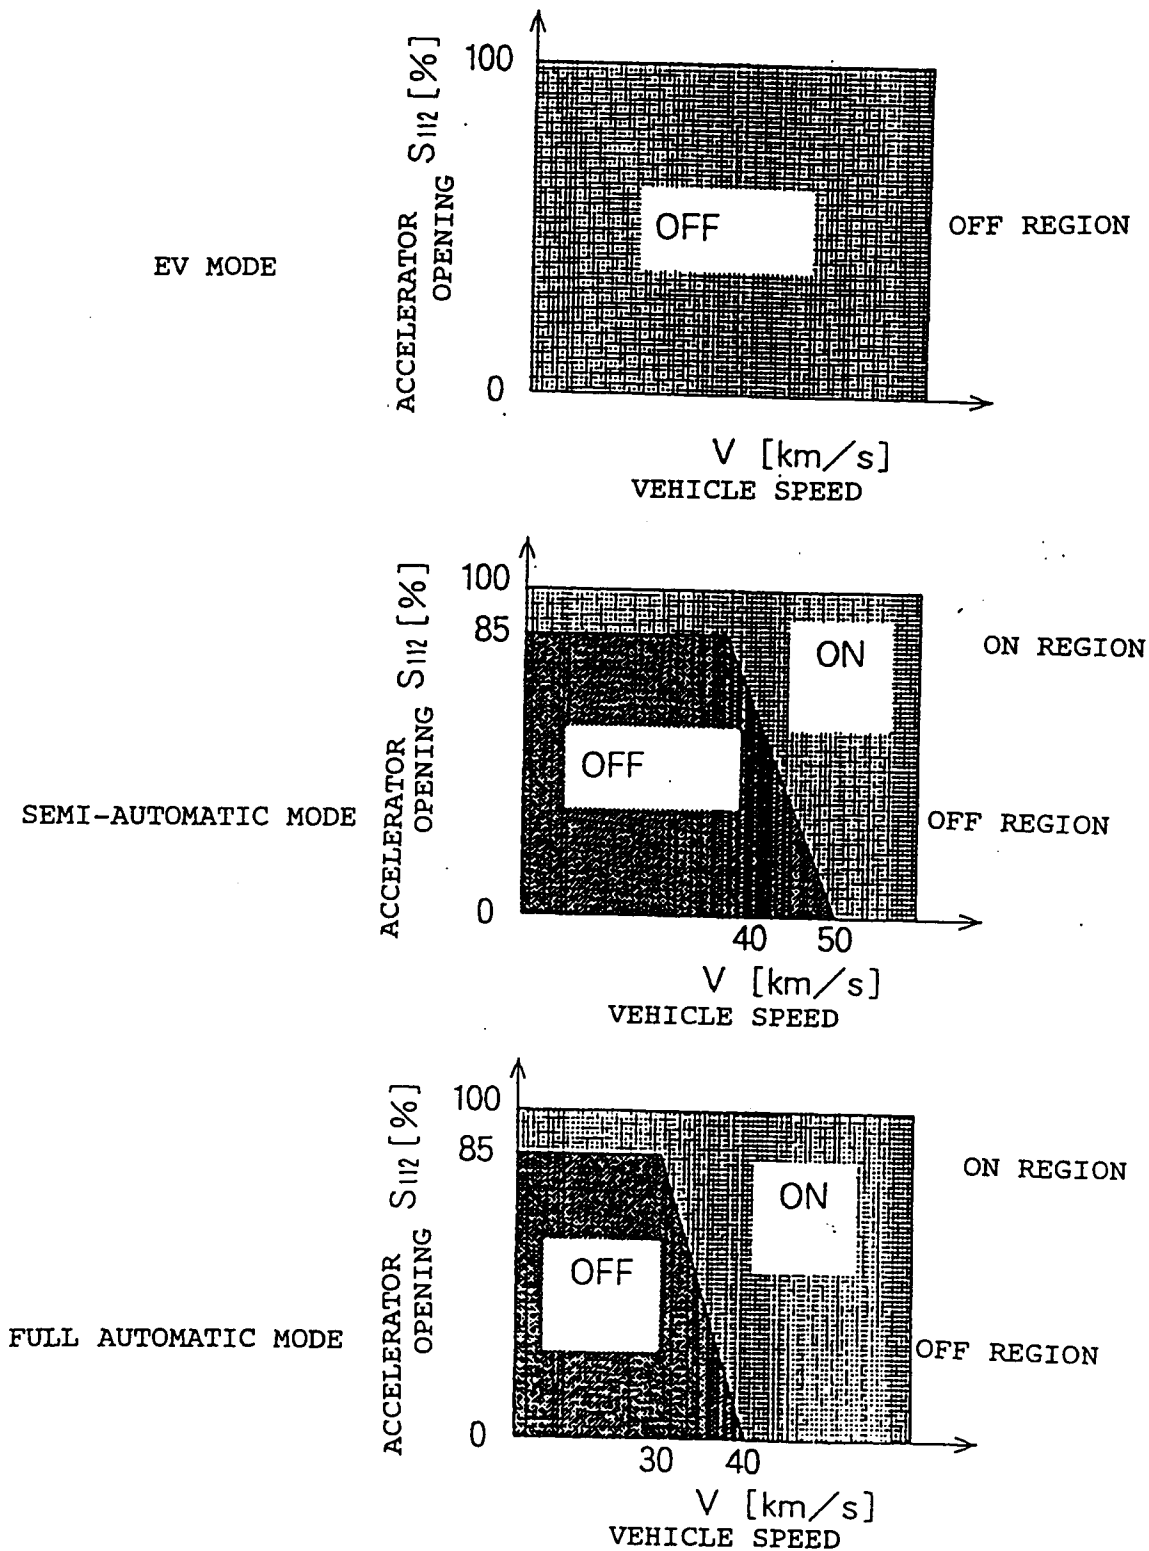 EV MODE
ACCELERATOR
OPENING S112 [%]
100
0
OFF
OFF REGION
V [km/s]
VEHICLE SPEED
SEMI-AUTOMATIC MODE
ACCELERATOR
OPENING S112 [%]
100
85
0
OFF
ON
ON REGION
OFF REGION
40 50
V [km/s]
VEHICLE SPEED
FULL AUTOMATIC MODE
ACCELERATOR
OPENING S112 [%]
100
85
0
OFF
ON
ON REGION
OFF REGION
30 40
V [km/s]
VEHICLE SPEED